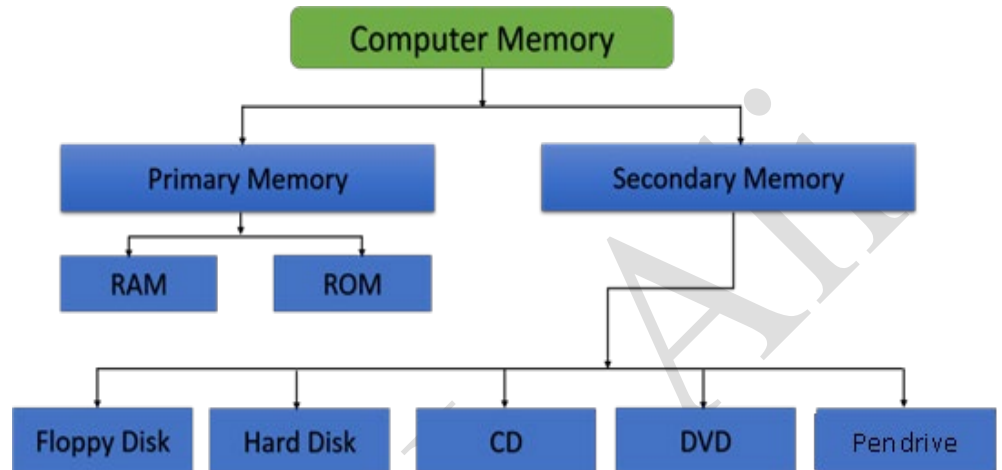 Computer Memory
Primary Memory
Secondary Memory
RAM
ROM
Floppy Disk
Hard Disk
CD
DVD
Pen drive